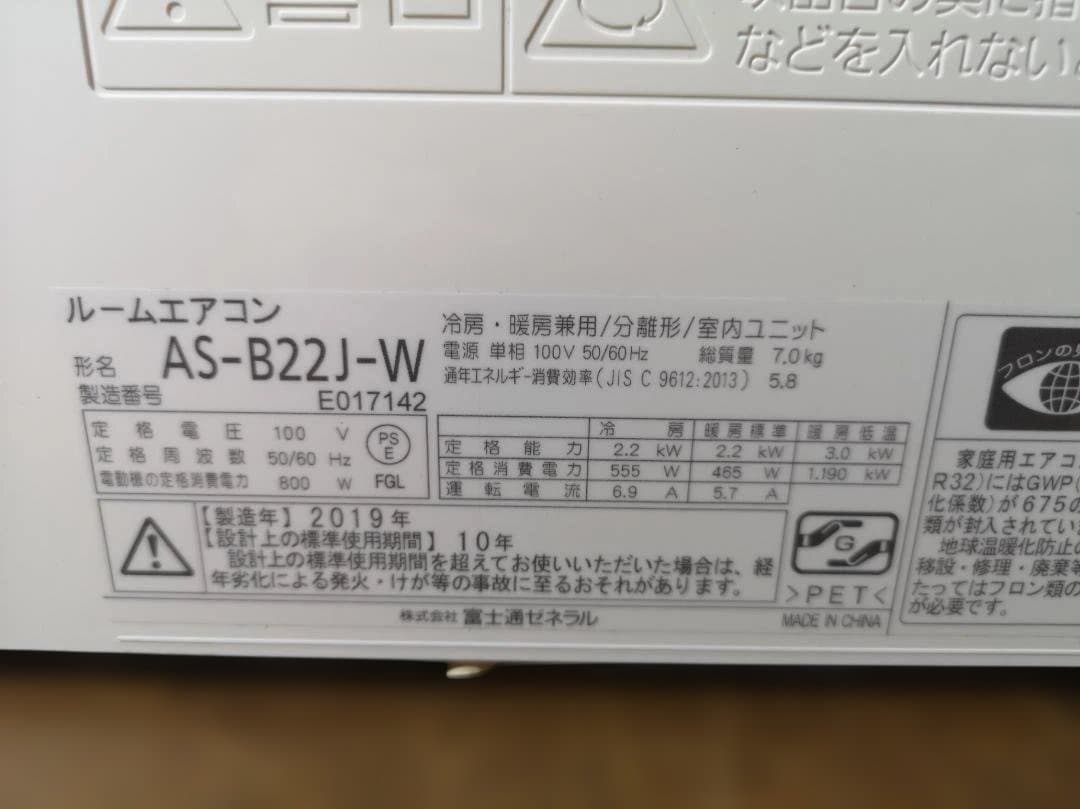 などを入れない
ルームエアコン
形名 AS-B22J-W
製造番号 E017142
冷房・暖房兼用/分離形/室内ユニット
電源 単相 100V 50/60Hz 総質量 7.0kg
通年エネルギー消費効率(JIS C 9612:2013) 5.8
定格電圧 100 V
定格周波数 50/60 Hz
電動機の定格消費電力 800 W
PS
E
FGL
冷房 暖房標準 暖房低温
定格能力 2.2 kW 2.2 kW 3.0 kW
定格消費電力 555 W 465 W 1.190 kW
運転電流 6.9 A 5.7 A
【製造年】2019年
【設計上の標準使用期間】10年
設計上の標準使用期間を超えてお使いいただいた場合は、経
年劣化による発火・けが等の事故に至るおそれがあります。
G
>PET<
株式会社 富士通ゼネラル
MADE IN CHINA
フロンの見
家庭用エアコン
R32)にはGWP(
化係数)が675の
類が封入されてい
地球温暖化防止の
移設・修理・廃棄等
たってはフロン類の
が必要です。